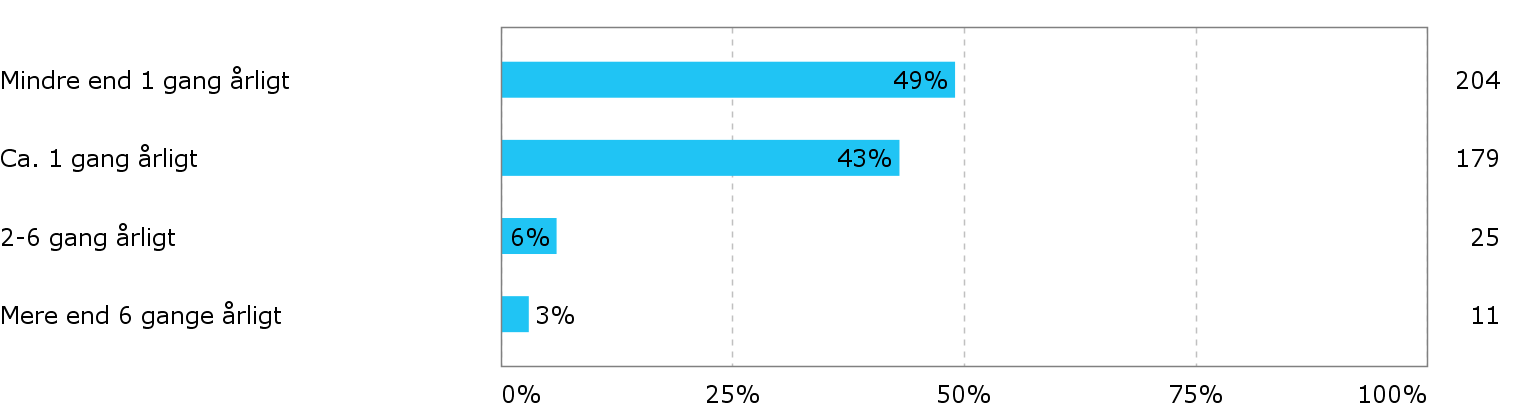 Mindre end 1 gang årligt 49% 204
Ca. 1 gang årligt 43% 179
2-6 gang årligt 6% 25
Mere end 6 gange årligt 3% 11
0% 25% 50% 75% 100%